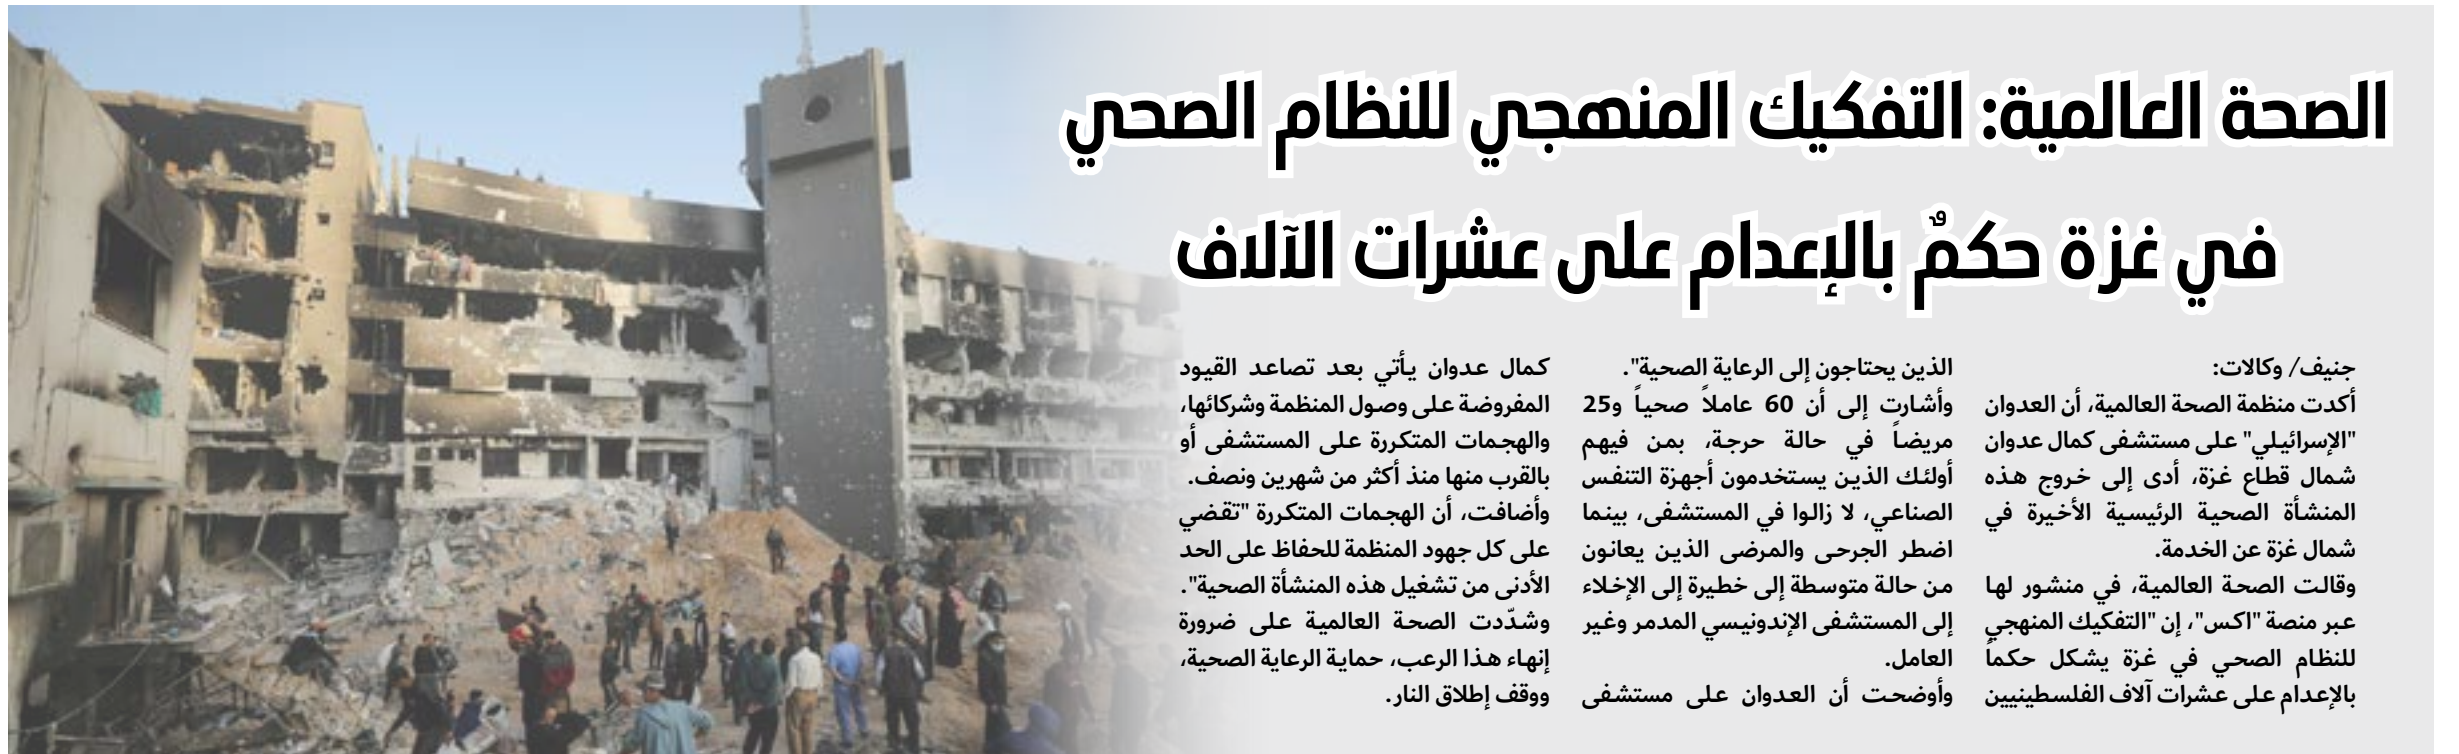 الصحة العالمية: التفكيك المنهجي للنظام الصحي
في غزة حكمٌ بالإعدام على عشرات الآلاف
جنيف/ وكالات:
أكدت منظمة الصحة العالمية، أن العدوان
"الإسرائيلي" على مستشفى كمال عدوان
شمال قطاع غزة، أدى إلى خروج هذه
المنشأة الصحية الرئيسية الأخيرة في
شمال غزة عن الخدمة.
وقالت الصحة العالمية، في منشور لها
عبر منصة "اكس"، إن "التفكيك المنهجي
للنظام الصحي في غزة يشكل حكماً
بالإعدام على عشرات آلاف الفلسطينيين
الذين يحتاجون إلى الرعاية الصحية".
وأشارت إلى أن 60 عاملاً صحياً و25
مريضاً في حالة حرجة، بمن فيهم
أولئك الذين يستخدمون أجهزة التنفس
الصناعي، لا زالوا في المستشفى، بينما
اضطر الجرحى والمرضى الذين يعانون
من حالة متوسطة إلى خطيرة إلى الإخلاء
إلى المستشفى الإندونيسي المدمر وغير
العامل.
وأوضحت أن العدوان على مستشفى
كمال عدوان يأتي بعد تصاعد القيود
المفروضة على وصول المنظمة وشركائها،
والهجمات المتكررة على المستشفى أو
بالقرب منها منذ أكثر من شهرين ونصف.
وأضافت، أن الهجمات المتكررة "تقضي
على كل جهود المنظمة للحفاظ على الحد
الأدنى من تشغيل هذه المنشأة الصحية".
وشدّدت الصحة العالمية على ضرورة
إنهاء هذا الرعب، حماية الرعاية الصحية،
ووقف إطلاق النار.